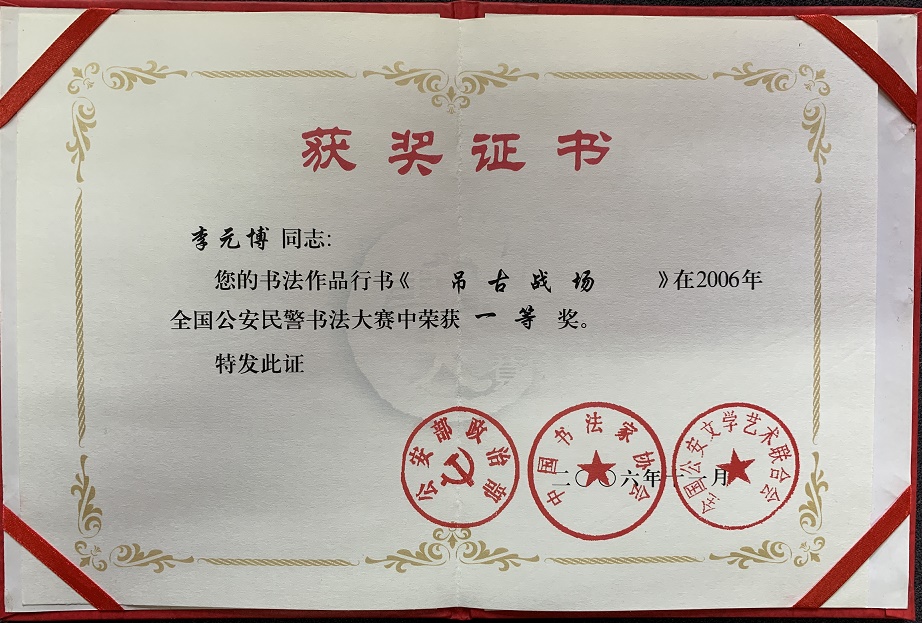 获奖证书
李元博 同志:
您的书法作品行书《 吊古战场 》在2006年
全国公安民警书法大赛中荣获 一等 奖。
特发此证
公安部政治部
中国书法家协会
全国公安文学艺术联合会
二〇〇六年十一月